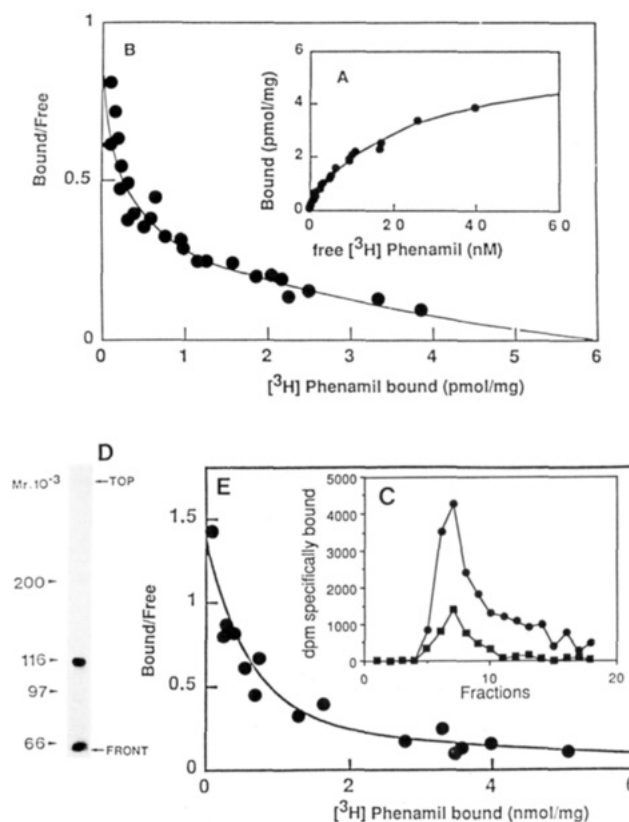 B
A
Bound/Free
1
0.5
0
0 1 2 3 4 5 6
[³H] Phenamil bound (pmol/mg)
Bound (pmol/mg)
6
4
2
0
0 20 40 60
free [³H] Phenamil (nM)
D
Mr.10⁻³
←TOP
200
116
97
66
←FRONT
E
Bound/Free
1.5
1
0.5
0
0 2 4 6
[³H] Phenamil bound (nmol/mg)
C
dpm specifically bound
5000
4000
3000
2000
1000
0
0 10 20
Fractions